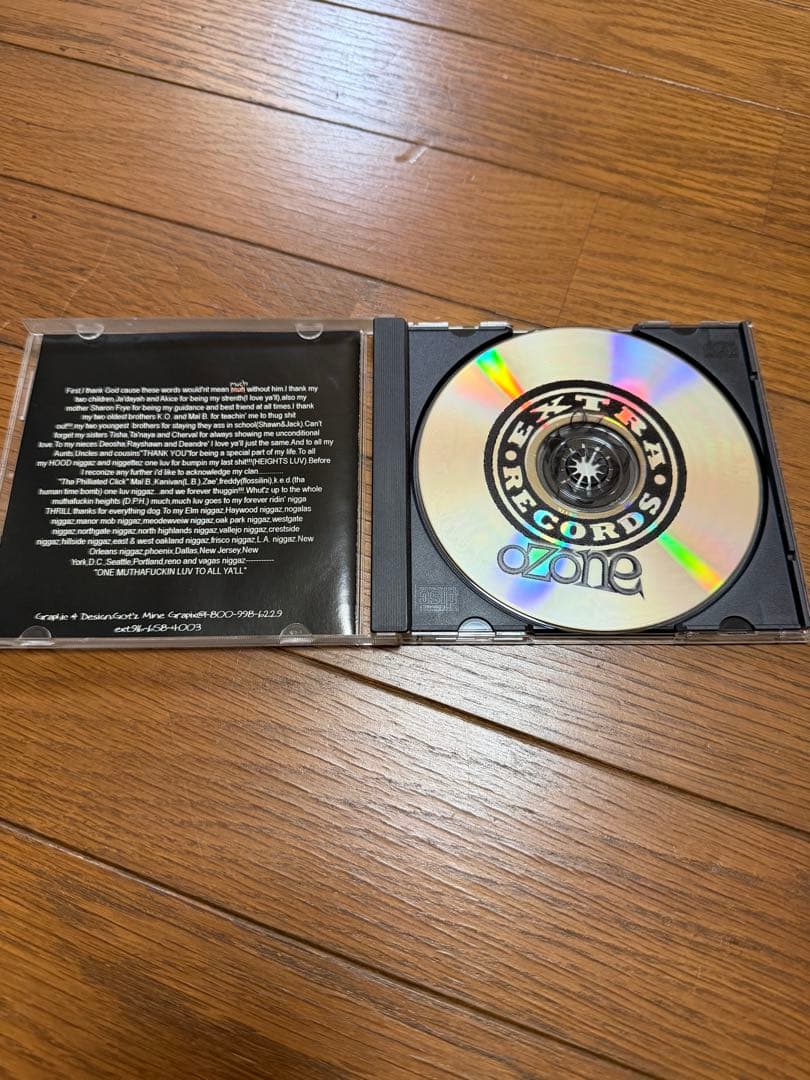 much
First,I thank God cause these words would'nt mean muh without him.I thank my
two children,Ja'dayah and Akice for being my strenth(I love ya'll),also my
mother Sharon Frye for being my guidance and best friend at all times.I thank
my two oldest brothers K.O. and Mal B. for teachin' me to thug shit
out!!!,my two youngest brothers for staying they ass in school(Shawn&Jack).Can't
forget my sisters Tisha,Ta'naya and Cherval for always showing me unconditional
love.To my nieces Deosha,Rayshawn and Deandre' I love ya'll just the same.And to all my
Aunts,Uncles and cousins"THANK YOU"for being a special part of my life.To all
my HOOD niggaz and niggettez one luv for bumpin my last shit!!!(HEIGHTS LUV).Before
I reconize any further i'd like to acknowledge my clan............
"Tha Philliated Click" Mal B.,Kanivan(L.B.),Zae',freddy(flossilini),k.e.d.(tha
human time bomb) one luv niggaz...and we forever thuggin!!!.Whut'z up to the whole
muthafuckin heights (D.P.H.) much,much luv goes to my forever ridin' nigga
THRILL thanks for everything dog.To my Elm niggaz,Haywood niggaz,nogalas
niggaz,manor mob niggaz,meodewveiw niggaz,oak park niggaz,westgate
niggaz,northgate niggaz,north highlands niggaz,vallejo niggaz,crestside
niggaz,hillside niggaz,east & west oakland niggaz,frisco niggaz,L.A. niggaz,New
Orleans niggaz,phoenix,Dallas,New Jersey,New
York,D.C.,Seattle,Portland,reno and vagas niggaz-----------
"ONE MUTHAFUCKIN LUV TO ALL YA'LL"
Graphic & Design:Got'z Mine Graphx@1-800-998-6229
ext.916-658-4003
EXTRA
RECORDS
OZONE
disc